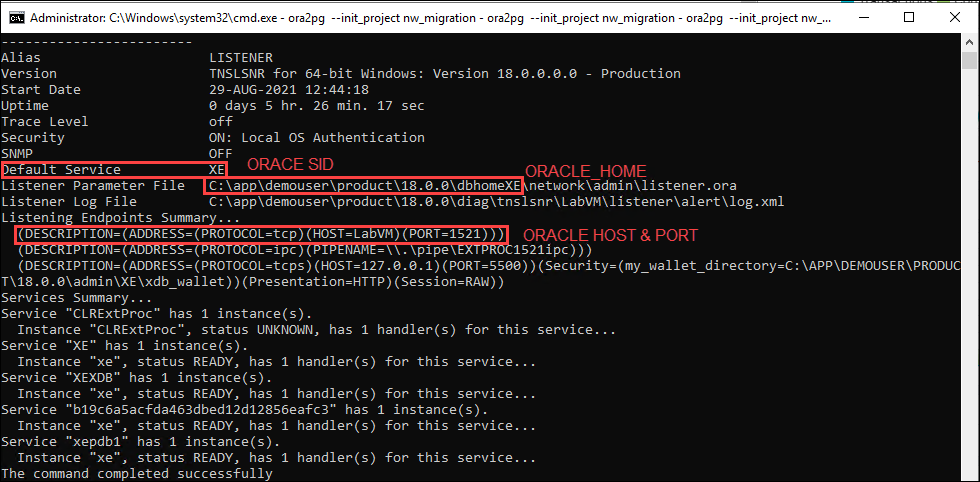 Administrator: C:\Windows\system32\cmd.exe - ora2pg  --init_project nw_migration - ora2pg  --init_project nw_migration - ora2pg  --init_project nw_...
------------------------
Alias                     LISTENER
Version                   TNSLSNR for 64-bit Windows: Version 18.0.0.0.0 - Production
Start Date                29-AUG-2021 12:44:18
Uptime                    0 days 5 hr. 26 min. 17 sec
Trace Level               off
Security                  ON: Local OS Authentication
SNMP                      OFF
ORACE SID
Default Service           XE
ORACLE_HOME
Listener Parameter File   C:\app\demouser\product\18.0.0\dbhomeXE\network\admin\listener.ora
Listener Log File         C:\app\demouser\product\18.0.0\diag\tnslsnr\LabVM\listener\alert\log.xml
Listening Endpoints Summary...
  (DESCRIPTION=(ADDRESS=(PROTOCOL=tcp)(HOST=LabVM)(PORT=1521))) ORACLE HOST & PORT
  (DESCRIPTION=(ADDRESS=(PROTOCOL=ipc)(PIPENAME=\\.\pipe\EXTPROC1521ipc)))
  (DESCRIPTION=(ADDRESS=(PROTOCOL=tcps)(HOST=127.0.0.1)(PORT=5500))(Security=(my_wallet_directory=C:\APP\DEMOUSER\PRODUC
T\18.0.0\admin\XE\xdb_wallet))(Presentation=HTTP)(Session=RAW))
Services Summary...
Service "CLRExtProc" has 1 instance(s).
  Instance "CLRExtProc", status UNKNOWN, has 1 handler(s) for this service...
Service "XE" has 1 instance(s).
  Instance "xe", status READY, has 1 handler(s) for this service...
Service "XEXDB" has 1 instance(s).
  Instance "xe", status READY, has 1 handler(s) for this service...
Service "b19c6a5acfda463dbed12d12856eafc3" has 1 instance(s).
  Instance "xe", status READY, has 1 handler(s) for this service...
Service "xepdb1" has 1 instance(s).
  Instance "xe", status READY, has 1 handler(s) for this service...
The command completed successfully